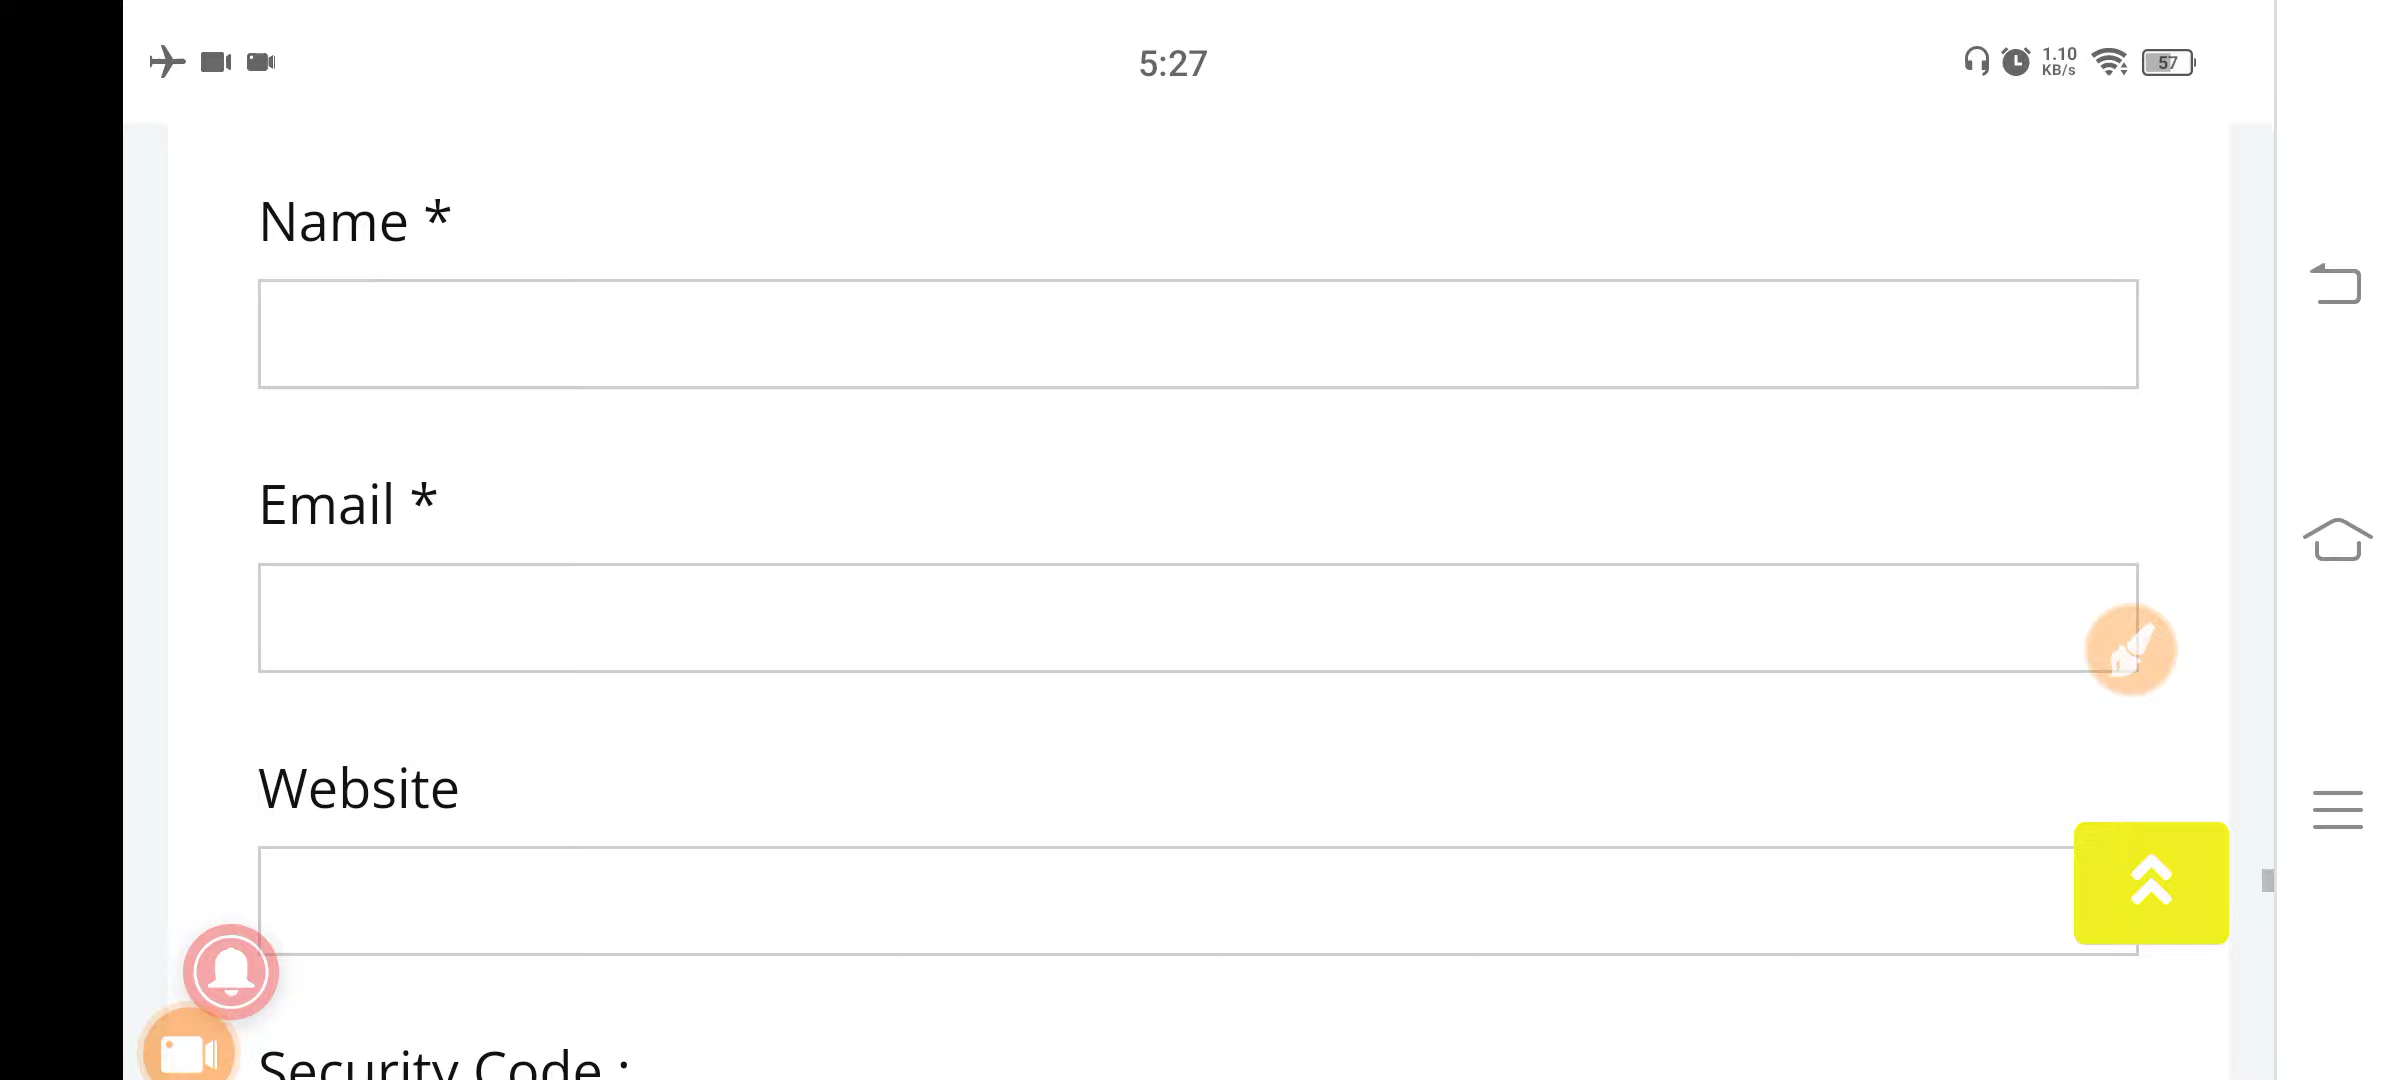 5:27
1.10
KB/s
57
Name *
Email *
Website
Security Code :